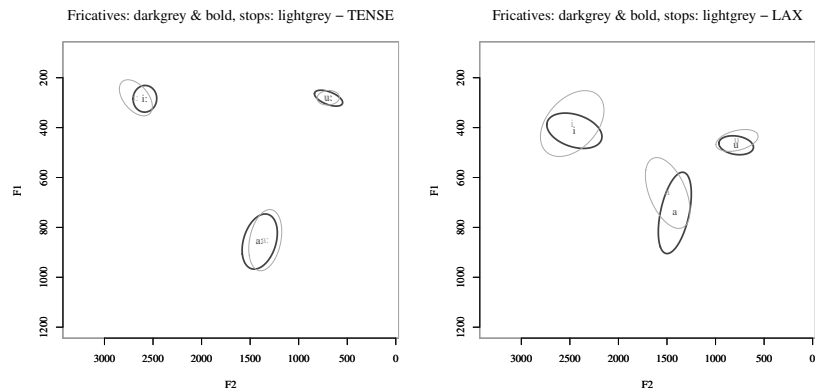 Fricatives: darkgrey & bold, stops: lightgrey – TENSE
200
400
600
800
1000
1200
F1
i:
u:
a:
a:
3000 2500 2000 1500 1000 500 0
F2
Fricatives: darkgrey & bold, stops: lightgrey – LAX
200
400
600
800
1000
1200
F1
i
i
u
a
3000 2500 2000 1500 1000 500 0
F2